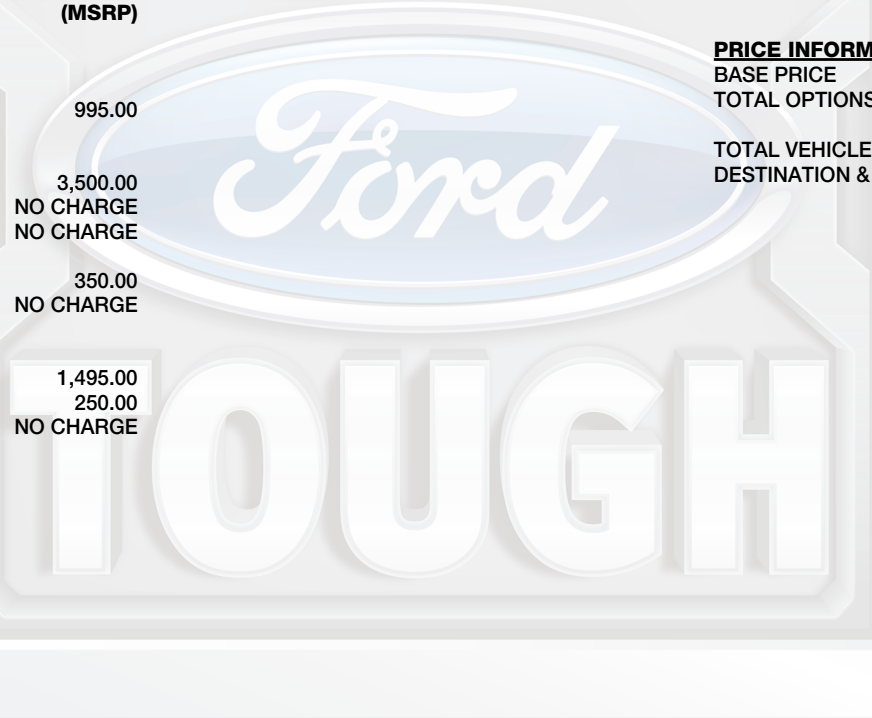 (MSRP)
995.00
3,500.00
NO CHARGE
NO CHARGE
350.00
NO CHARGE
1,495.00
250.00
NO CHARGE
PRICE INFORM
BASE PRICE
TOTAL OPTIONS
TOTAL VEHICLE
DESTINATION &
Ford
TOUGH